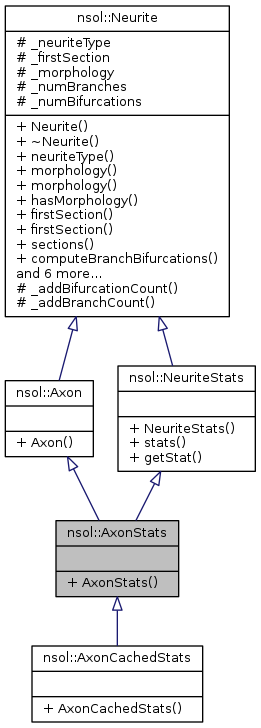 nsol::Neurite
# _neuriteType
# _firstSection
# _morphology
# _numBranches
# _numBifurcations
+ Neurite()
+ ~Neurite()
+ neuriteType()
+ morphology()
+ morphology()
+ hasMorphology()
+ firstSection()
+ firstSection()
+ sections()
+ computeBranchBifurcations()
and 6 more...
# _addBifurcationCount()
# _addBranchCount()
nsol::Axon
+ Axon()
nsol::NeuriteStats
+ NeuriteStats()
+ stats()
+ getStat()
nsol::AxonStats
+ AxonStats()
nsol::AxonCachedStats
+ AxonCachedStats()